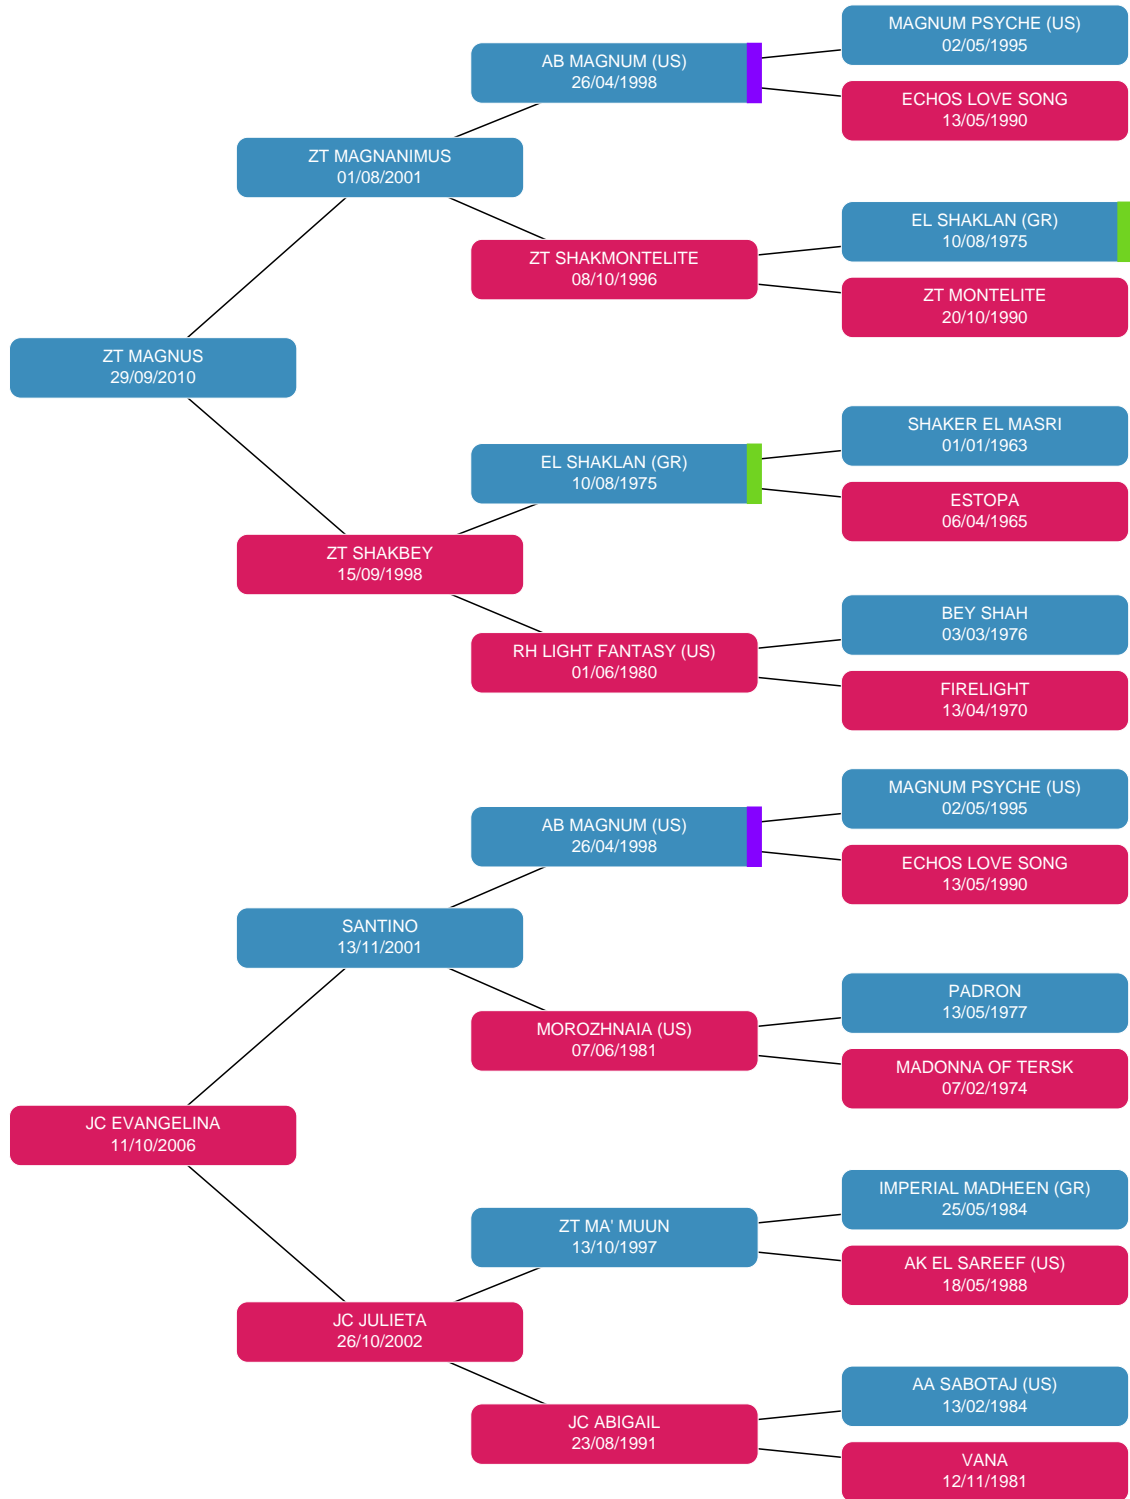 MAGNUM PSYCHE (US)
02/05/1995
AB MAGNUM (US)
26/04/1998
ECHOS LOVE SONG
13/05/1990
ZT MAGNANIMUS
01/08/2001
EL SHAKLAN (GR)
10/08/1975
ZT SHAKMONTELITE
08/10/1996
ZT MONTELITE
20/10/1990
ZT MAGNUS
29/09/2010
SHAKER EL MASRI
01/01/1963
EL SHAKLAN (GR)
10/08/1975
ESTOPA
06/04/1965
ZT SHAKBEY
15/09/1998
BEY SHAH
03/03/1976
RH LIGHT FANTASY (US)
01/06/1980
FIRELIGHT
13/04/1970
MAGNUM PSYCHE (US)
02/05/1995
AB MAGNUM (US)
26/04/1998
ECHOS LOVE SONG
13/05/1990
SANTINO
13/11/2001
PADRON
13/05/1977
MOROZHNAIA (US)
07/06/1981
MADONNA OF TERSK
07/02/1974
JC EVANGELINA
11/10/2006
IMPERIAL MADHEEN (GR)
25/05/1984
ZT MA' MUUN
13/10/1997
AK EL SAREEF (US)
18/05/1988
JC JULIETA
26/10/2002
AA SABOTAJ (US)
13/02/1984
JC ABIGAIL
23/08/1991
VANA
12/11/1981